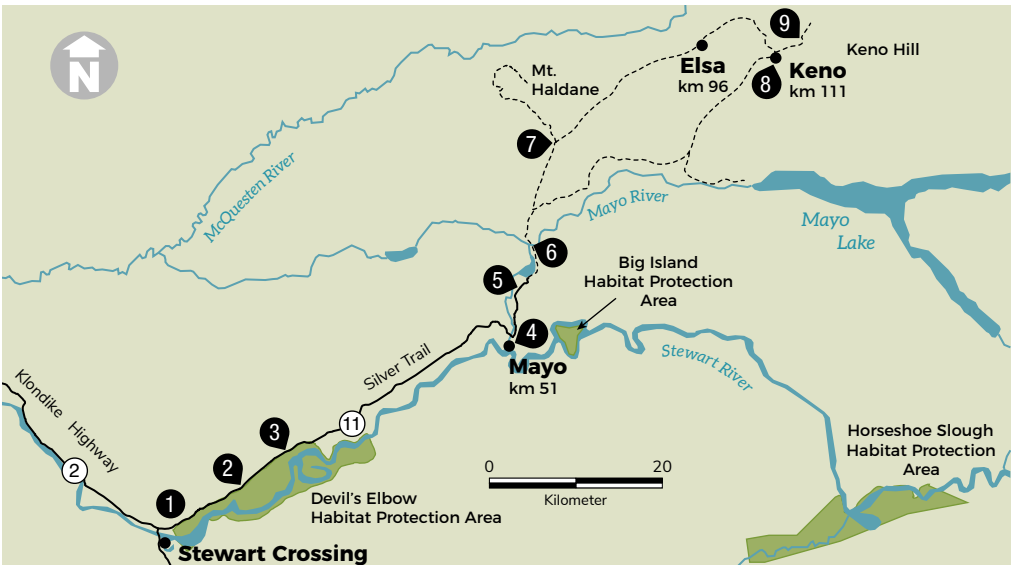 N
9
Mt.
Haldane
Elsa
km 96
Keno Hill
Keno
km 111
8
7
McQuesten River
Mayo River
Mayo
Lake
6
5
Big Island
Habitat Protection
Area
4
Mayo
km 51
Silver Trail
Stewart River
Klondike Highway
2
11
3
2
1
0
20
Kilometer
Devil's Elbow
Habitat Protection Area
Horseshoe Slough
Habitat Protection
Area
Stewart Crossing